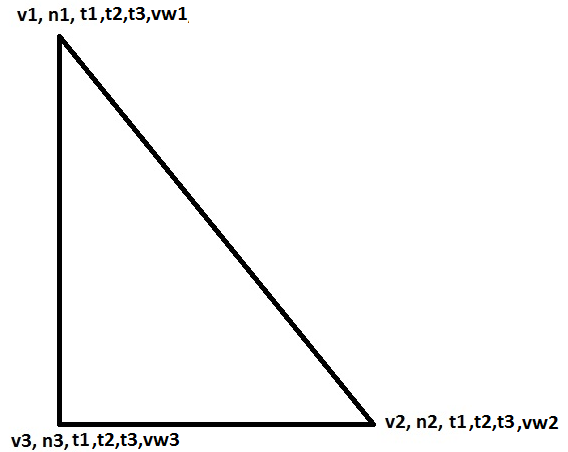 v1, n1, t1,t2,t3,vw1
v2, n2, t1,t2,t3,vw2
v3, n3,t1,t2,t3,vw3